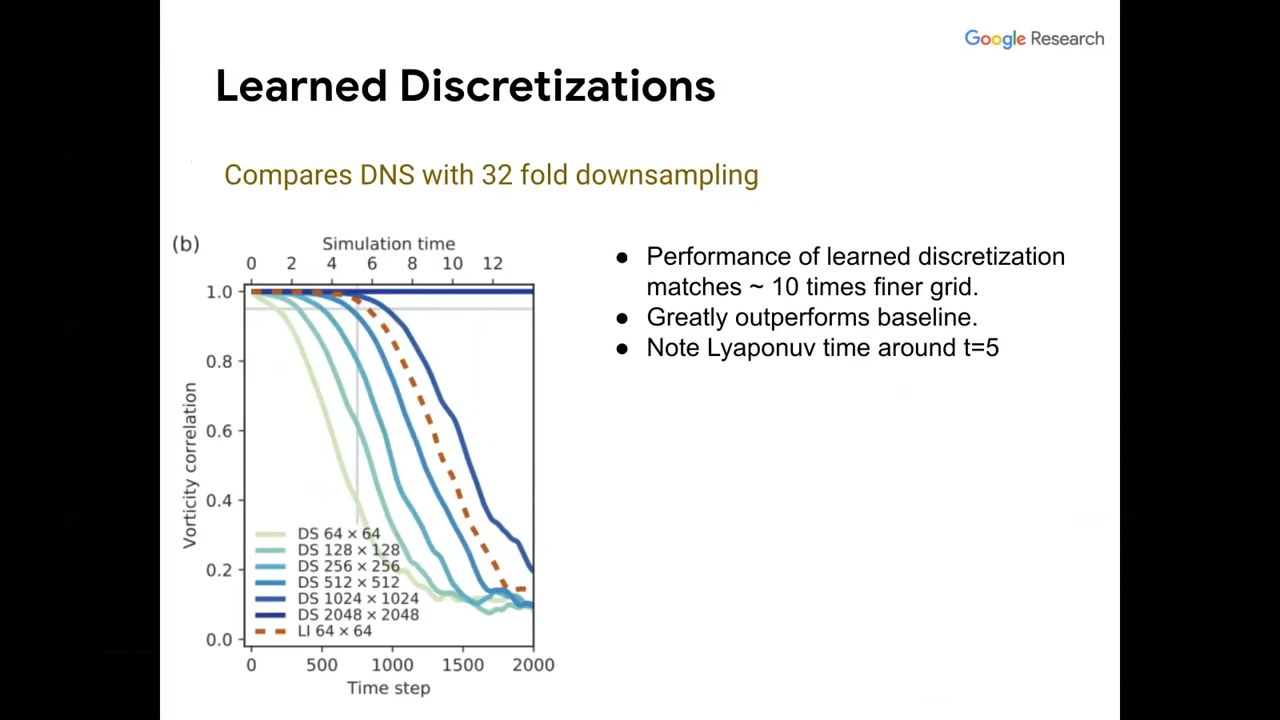 Google Research
Learned Discretizations
Compares DNS with 32 fold downsampling
(b)
Simulation time
0 2 4 6 8 10 12
1.0
0.8
0.6
0.4
0.2
0.0
Vorticity correlation
DS 64 × 64
DS 128 × 128
DS 256 × 256
DS 512 × 512
DS 1024 × 1024
DS 2048 × 2048
LI 64 × 64
0 500 1000 1500 2000
Time step
● Performance of learned discretization
matches ~ 10 times finer grid.
● Greatly outperforms baseline.
● Note Lyaponuv time around t=5